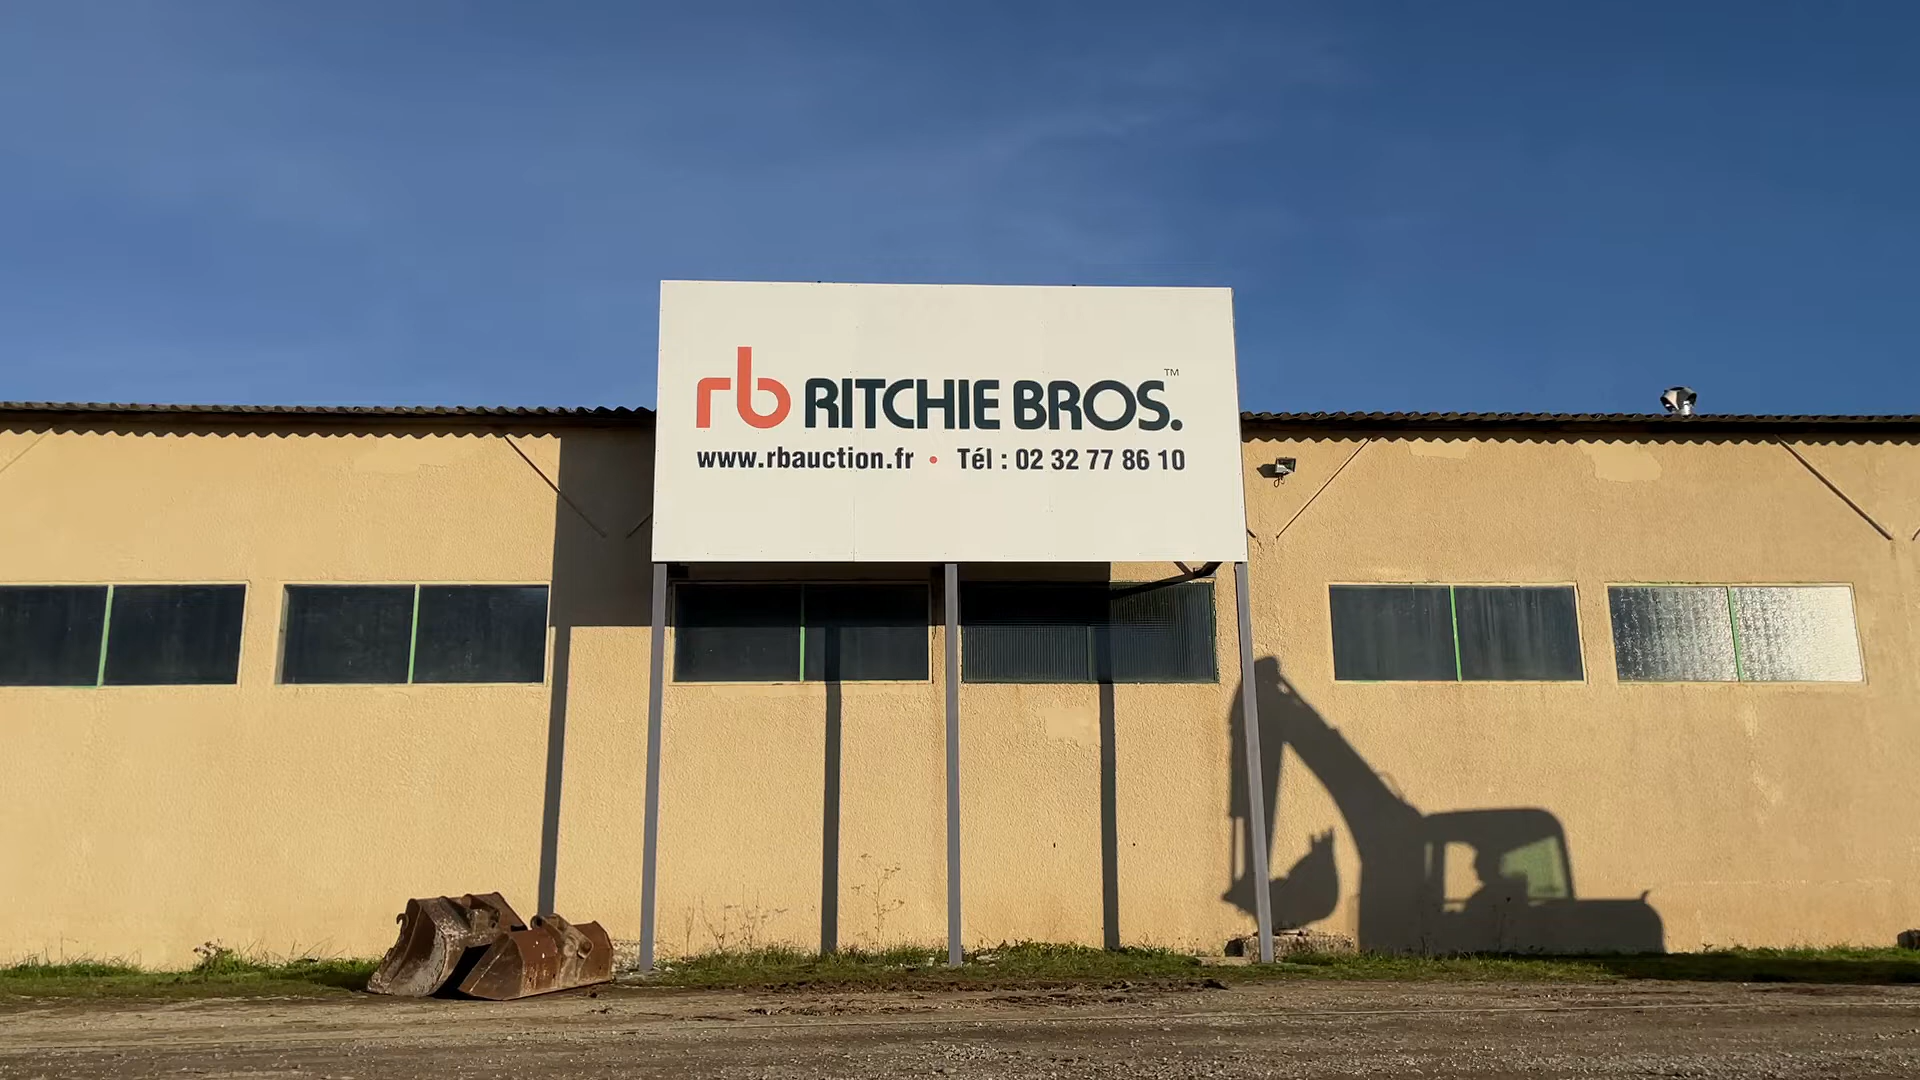 rb RITCHIE BROS.™
www.rbauction.fr • Tél : 02 32 77 86 10